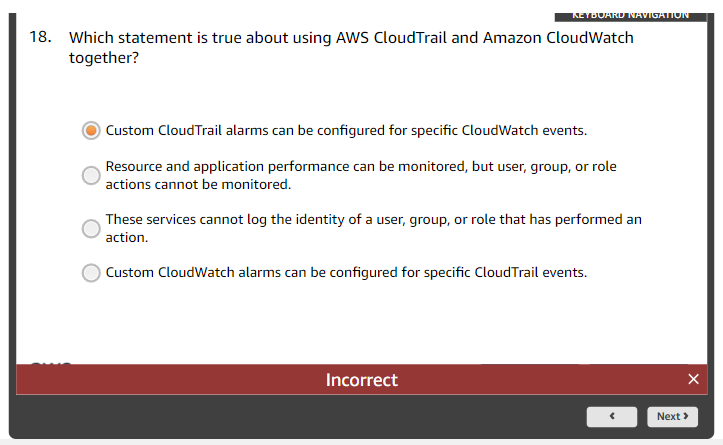 KEYBOARD NAVIGATION
18. Which statement is true about using AWS CloudTrail and Amazon CloudWatch
together?
Custom CloudTrail alarms can be configured for specific CloudWatch events.
Resource and application performance can be monitored, but user, group, or role
actions cannot be monitored.
These services cannot log the identity of a user, group, or role that has performed an
action.
Custom CloudWatch alarms can be configured for specific CloudTrail events.
Incorrect
Next